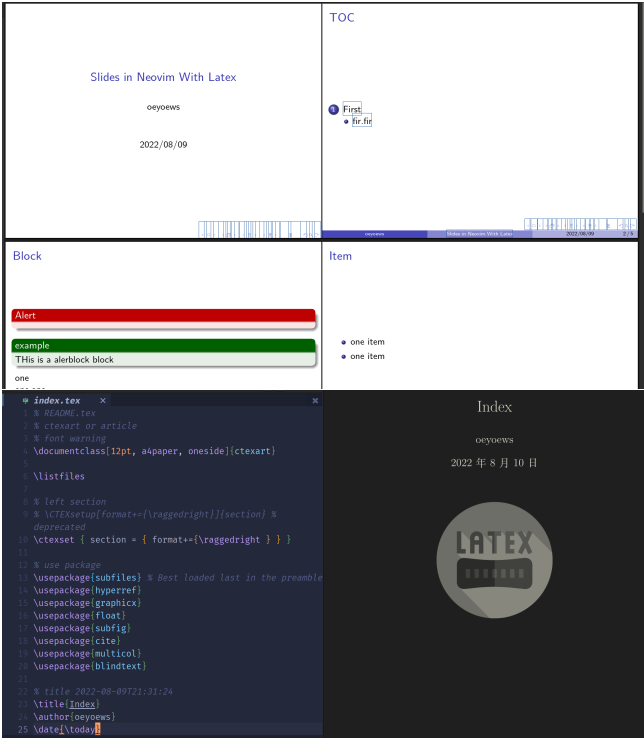 Slides in Neovim With Latex
oeyoews
2022/08/09
TOC
1 First
fir.fir
oeyoews
Slides in Neovim With Latex
2022/08/09
2 / 5
Block
Alert
example
THis is a alerblock block
one
Item
one item
one item
index.tex
1 % README.tex
2 % ctexart or article
3 % font warning
4 \documentclass[12pt, a4paper, oneside]{ctexart}
5
6 \listfiles
7
8 % left section
9 % \CTEXsetup[format+={\raggedright}]{section} %
deprecated
10 \ctexset { section = { format+={\raggedright } } }
11
12 % use package
13 \usepackage{subfiles} % Best loaded last in the preamble
14 \usepackage{hyperref}
15 \usepackage{graphicx}
16 \usepackage{float}
17 \usepackage{subfig}
18 \usepackage{cite}
19 \usepackage{multicol}
20 \usepackage{blindtext}
21
22 % title 2022-08-09T21:31:24
23 \title{Index}
24 \author{oeyoews}
25 \date{\today}
Index
oeyoews
2022 年 8 月 10 日
LATEX